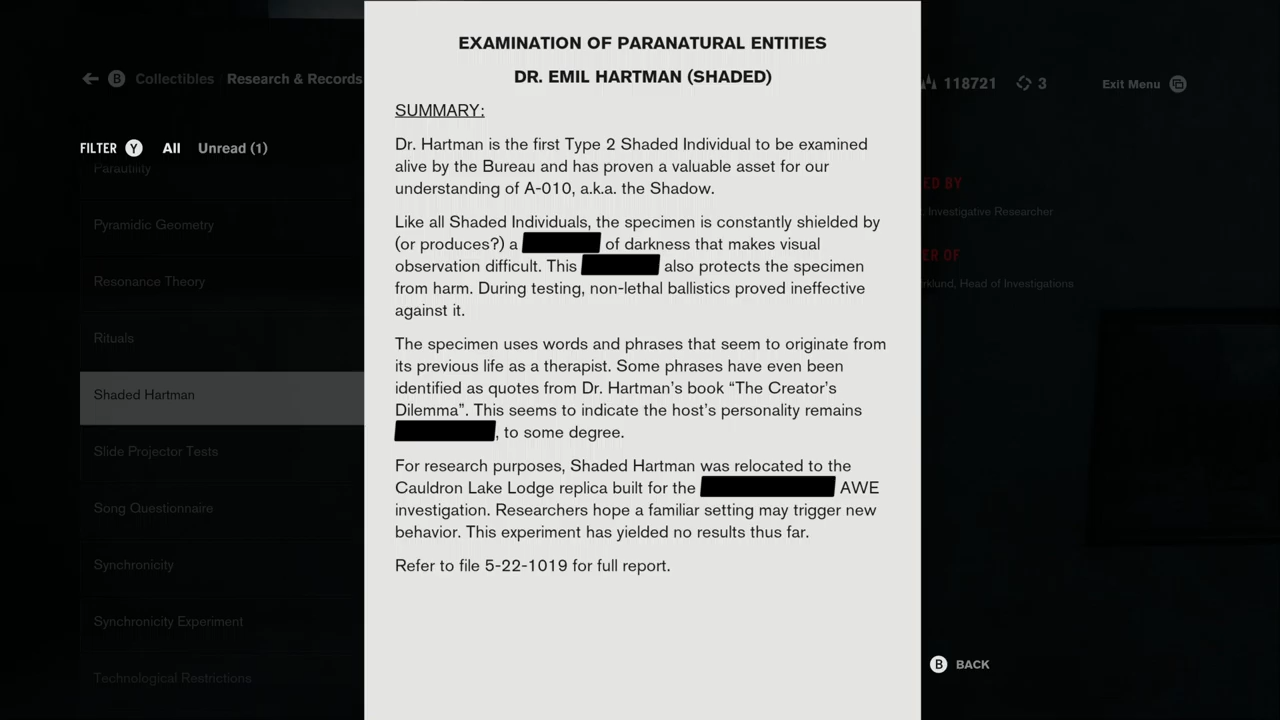 EXAMINATION OF PARANATURAL ENTITIES
DR. EMIL HARTMAN (SHADED)
SUMMARY:
Dr. Hartman is the first Type 2 Shaded Individual to be examined
alive by the Bureau and has proven a valuable asset for our
understanding of A-010, a.k.a. the Shadow.
Like all Shaded Individuals, the specimen is constantly shielded by
(or produces?) a of darkness that makes visual
observation difficult. This also protects the specimen
from harm. During testing, non-lethal ballistics proved ineffective
against it.
The specimen uses words and phrases that seem to originate from
its previous life as a therapist. Some phrases have even been
identified as quotes from Dr. Hartman's book “The Creator's
Dilemma”. This seems to indicate the host's personality remains
, to some degree.
For research purposes, Shaded Hartman was relocated to the
Cauldron Lake Lodge replica built for the AWE
investigation. Researchers hope a familiar setting may trigger new
behavior. This experiment has yielded no results thus far.
Refer to file 5-22-1019 for full report.
B Collectibles Research & Records
FILTER Y All Unread (1)
Parautility
Pyramidic Geometry
Resonance Theory
Rituals
Shaded Hartman
Slide Projector Tests
Song Questionnaire
Synchronicity
Synchronicity Experiment
Technological Restrictions
118721 3 Exit Menu
ED BY
Investigative Researcher
ER OF
rklund, Head of Investigations
B BACK